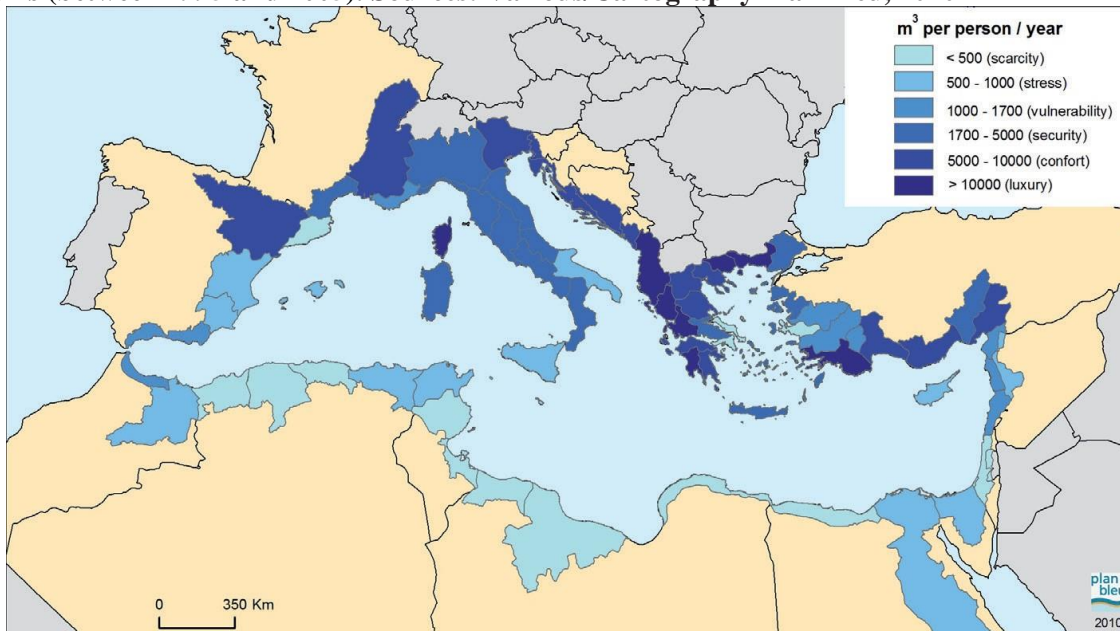 m³ per person / year
< 500 (scarcity)
500 - 1000 (stress)
1000 - 1700 (vulnerability)
1700 - 5000 (security)
5000 - 10000 (confort)
> 10000 (luxury)
0 350 Km
plan
bleu
2010